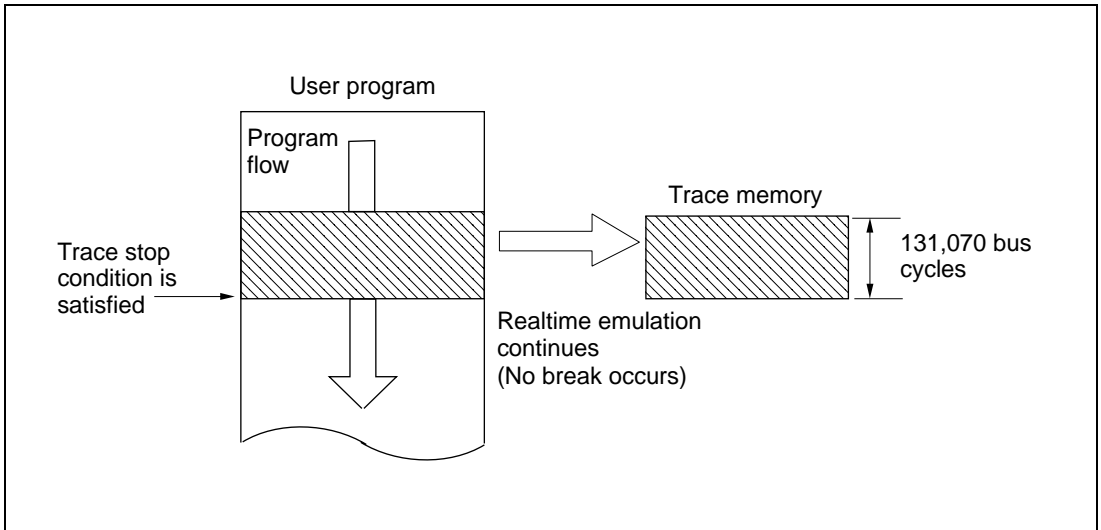 User program
Program
flow
Trace memory
Trace stop
condition is
satisfied
131,070 bus
cycles
Realtime emulation
continues
(No break occurs)